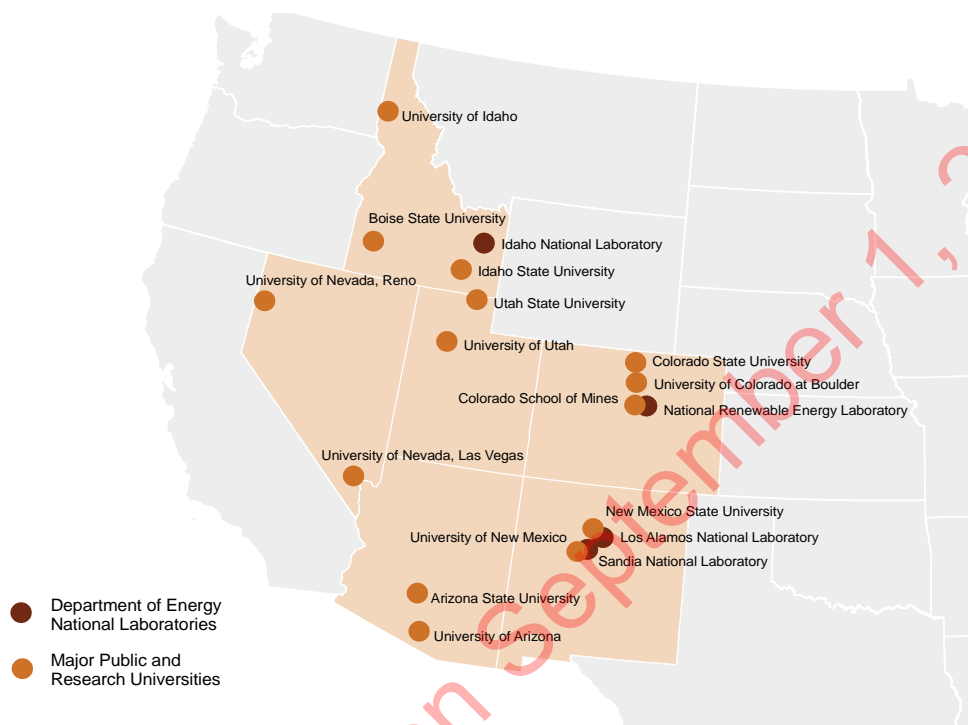 University of Idaho
Boise State University
Idaho National Laboratory
Idaho State University
University of Nevada, Reno
Utah State University
University of Utah
Colorado State University
University of Colorado at Boulder
Colorado School of Mines
National Renewable Energy Laboratory
University of Nevada, Las Vegas
New Mexico State University
University of New Mexico
Los Alamos National Laboratory
Sandia National Laboratory
Arizona State University
University of Arizona
Department of Energy
National Laboratories
Major Public and
Research Universities
September 1,